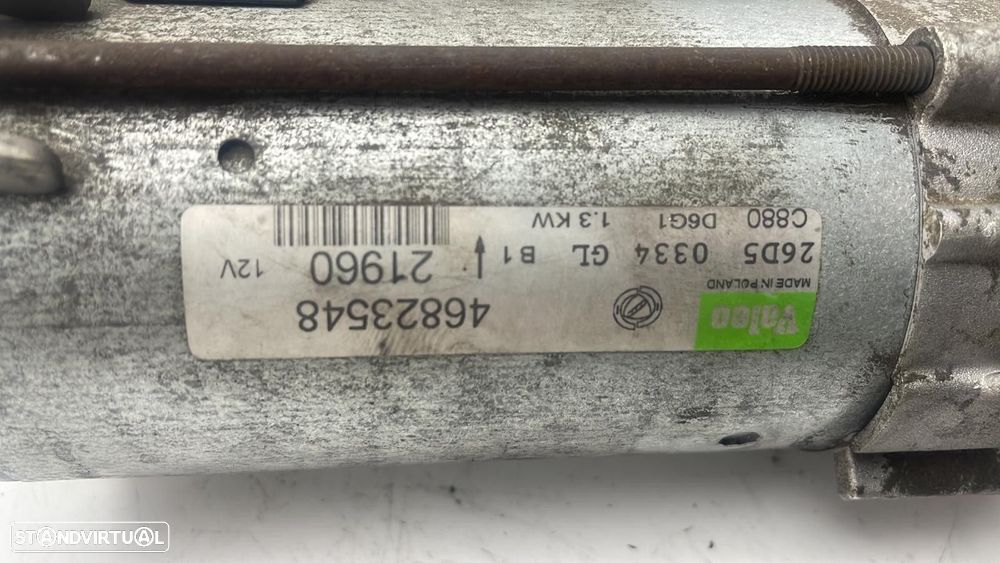 Valeo
MADE IN POLAND
46823548
26D5 0334 GL B1 21960 12V
C880 D6G1 1.3 KW
STANDVIRTUAL